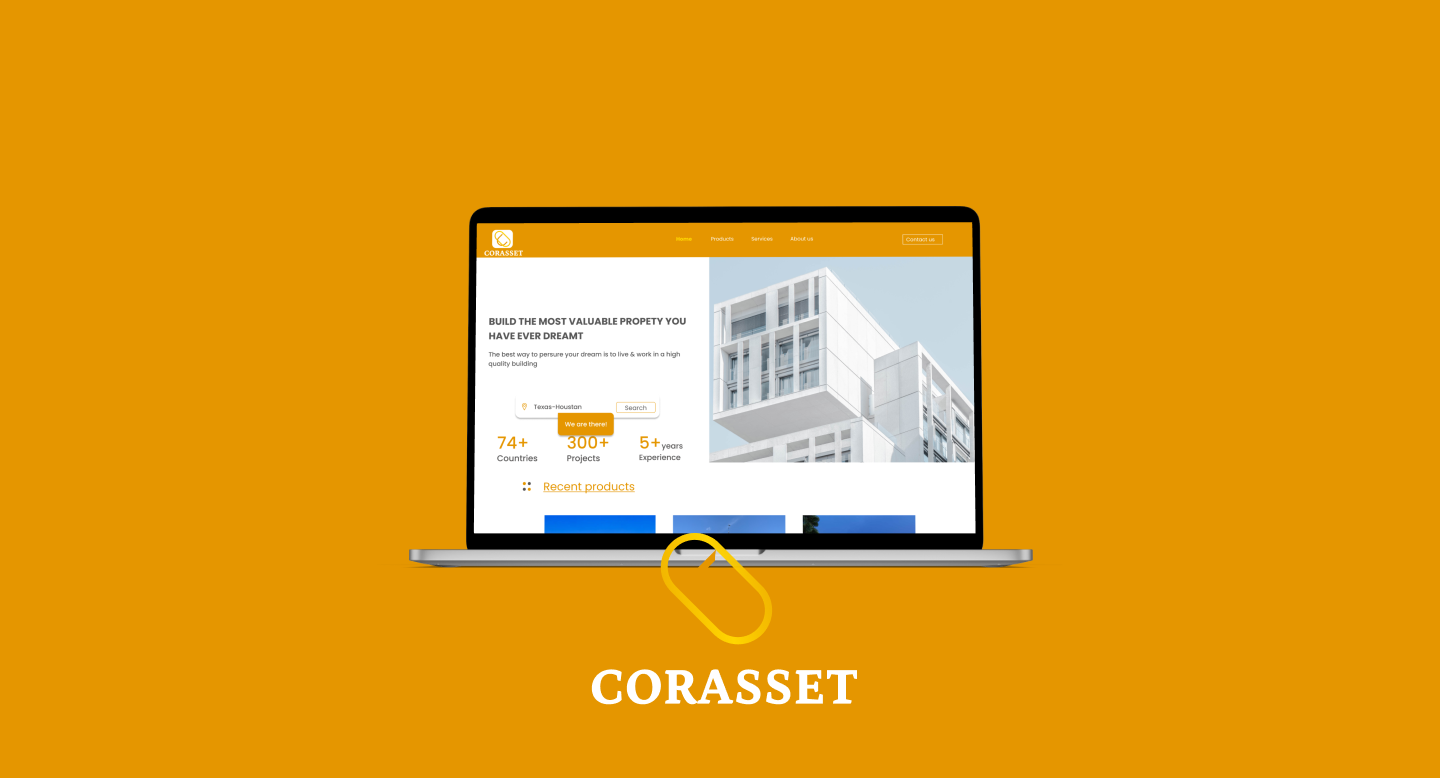 CORASSET
Home Products Services About us Contact us
BUILD THE MOST VALUABLE PROPETY YOU
HAVE EVER DREAMT
The best way to persure your dream is to live & work in a high
quality building
Texas-Houstan Search
We are there!
74+ 300+ 5+ years
Countries Projects Experience
Recent products
CORASSET